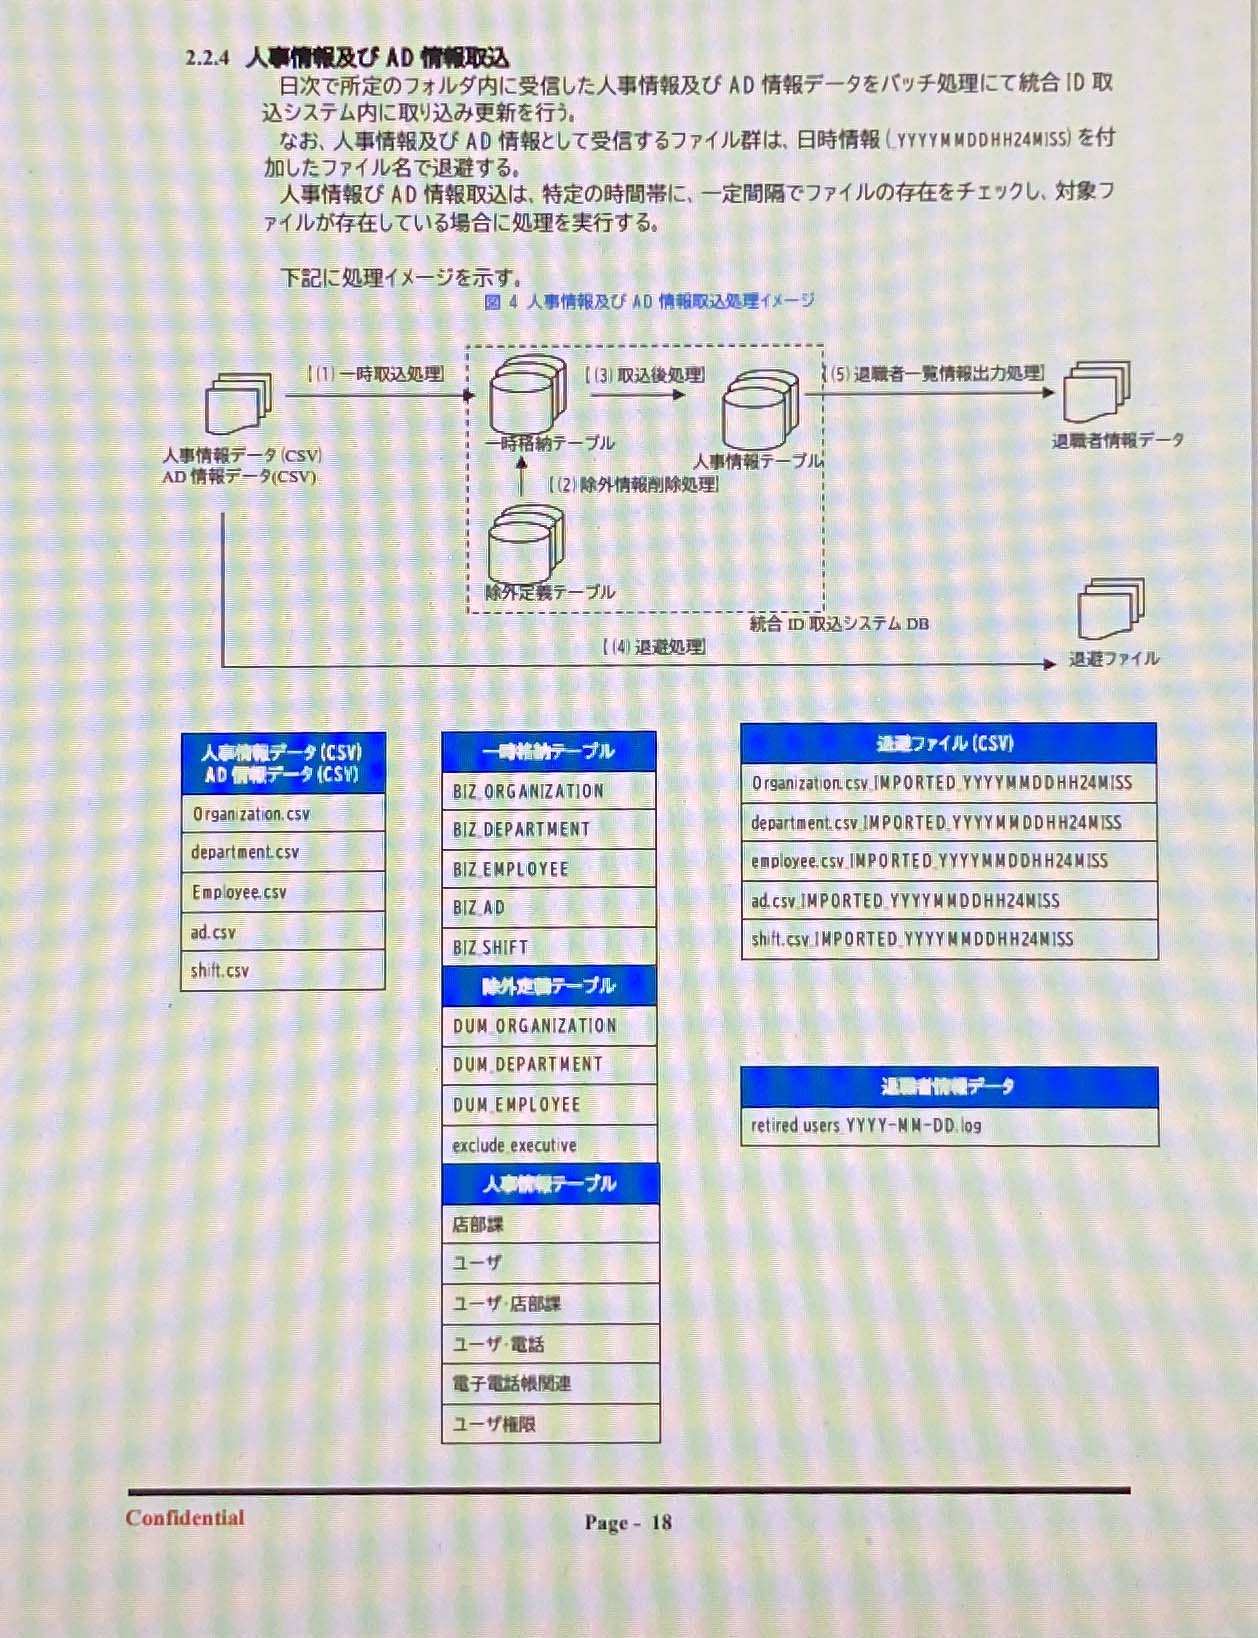 2.2.4 人事情報及び AD 情報取込
日次で所定のフォルダ内に受信した人事情報及び AD 情報データをバッチ処理にて統合 ID 取
込システム内に取り込み更新を行う。
なお、人事情報及び AD 情報として受信するファイル群は、日時情報(_YYYYMMDDHH24MISS)を付
加したファイル名で退避する。
人事情報び AD 情報取込は、特定の時間帯に、一定間隔でファイルの存在をチェックし、対象フ
ァイルが存在している場合に処理を実行する。
下記に処理イメージを示す。
図 4 人事情報及び AD 情報取込処理イメージ
【(1)一時取込処理】
【(3)取込後処理】
【(5)退職者一覧情報出力処理】
人事情報データ(CSV)
AD 情報データ(CSV)
一時格納テーブル
人事情報テーブル
退職者情報データ
【(2)除外情報削除処理】
除外定義テーブル
統合 ID 取込システム DB
【(4)退避処理】
退避ファイル
人事情報データ(CSV)
AD 情報データ(CSV)
Organization.csv
department.csv
Employee.csv
ad.csv
shift.csv
一時格納テーブル
BIZ_ORGANIZATION
BIZ_DEPARTMENT
BIZ_EMPLOYEE
BIZ_AD
BIZ_SHIFT
除外定義テーブル
DUM_ORGANIZATION
DUM_DEPARTMENT
DUM_EMPLOYEE
exclude_executive
人事情報テーブル
店部課
ユーザ
ユーザ・店部課
ユーザ・電話
電子電話帳関連
ユーザ権限
退避ファイル(CSV)
Organization.csv_IMPORTED_YYYYMMDDHH24MISS
department.csv_IMPORTED_YYYYMMDDHH24MISS
employee.csv_IMPORTED_YYYYMMDDHH24MISS
ad.csv_IMPORTED_YYYYMMDDHH24MISS
shift.csv_IMPORTED_YYYYMMDDHH24MISS
退職者情報データ
retired_users_YYYY-MM-DD.log
Confidential
Page - 18